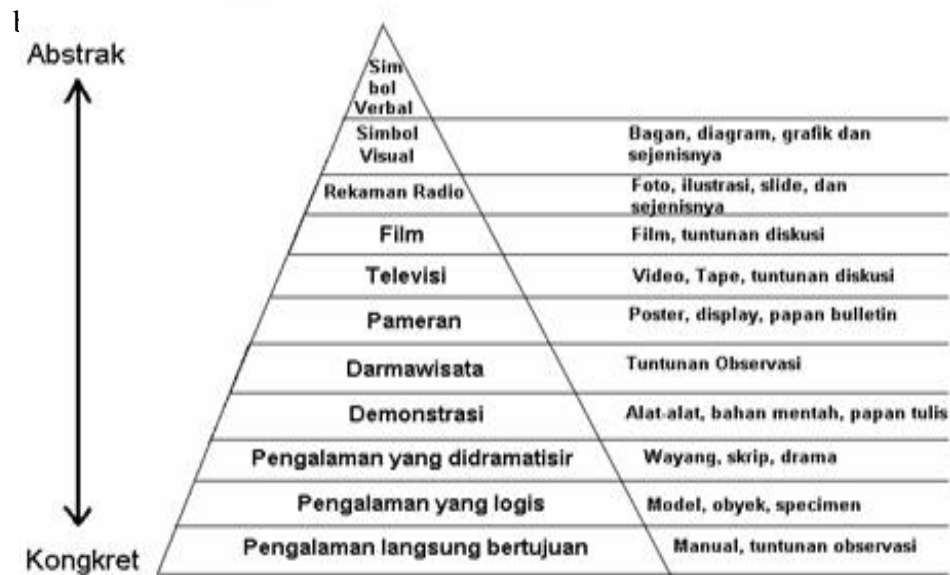 Abstrak
Sim
bol
Verbal
Simbol
Visual
Bagan, diagram, grafik dan
sejenisnya
Rekaman Radio
Foto, ilustrasi, slide, dan
sejenisnya
Film
Film, tuntunan diskusi
Televisi
Video, Tape, tuntunan diskusi
Pameran
Poster, display, papan bulletin
Darmawisata
Tuntunan Observasi
Demonstrasi
Alat-alat, bahan mentah, papan tulis
Pengalaman yang didramatisir
Wayang, skrip, drama
Pengalaman yang logis
Model, obyek, specimen
Pengalaman langsung bertujuan
Manual, tuntunan observasi
Kongkret